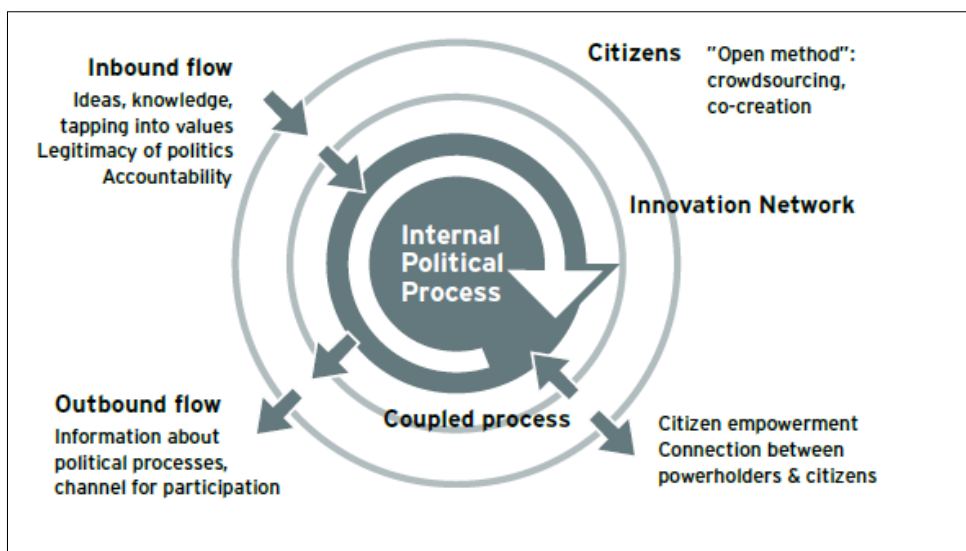 Inbound flow
Ideas, knowledge,
tapping into values
Legitimacy of politics
Accountability
Citizens
"Open method":
crowdsourcing,
co-creation
Innovation Network
Internal
Political
Process
Outbound flow
Information about
political processes,
channel for participation
Coupled process
Citizen empowerment
Connection between
powerholders & citizens